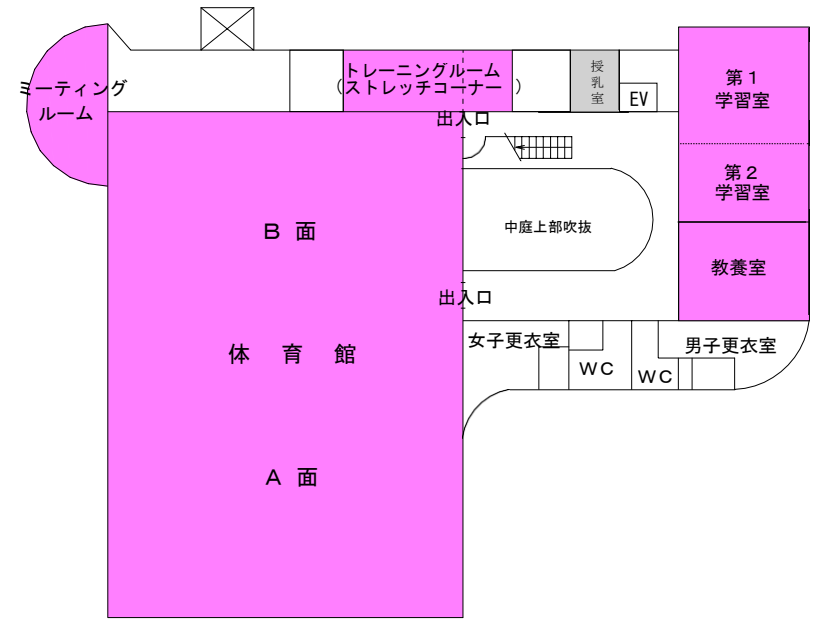 ミーティング
ルーム
トレーニングルーム
(ストレッチコーナー )
授
乳
室
EV
第１
学習室
出入口
第２
学習室
Ｂ 面
中庭上部吹抜
教養室
出入口
体 育 館
女子更衣室
ＷＣ
ＷＣ
男子更衣室
Ａ 面